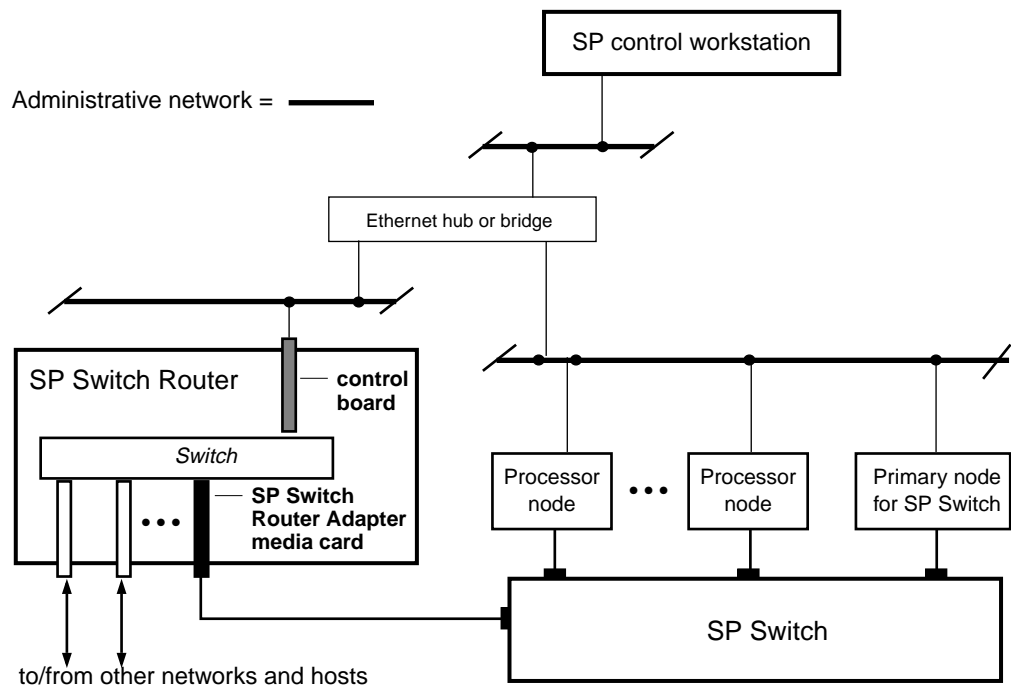 SP control workstation
Administrative network =
Ethernet hub or bridge
SP Switch Router
control
board
Switch
SP Switch
Router Adapter
media card
Processor
node
Processor
node
Primary node
for SP Switch
SP Switch
to/from other networks and hosts